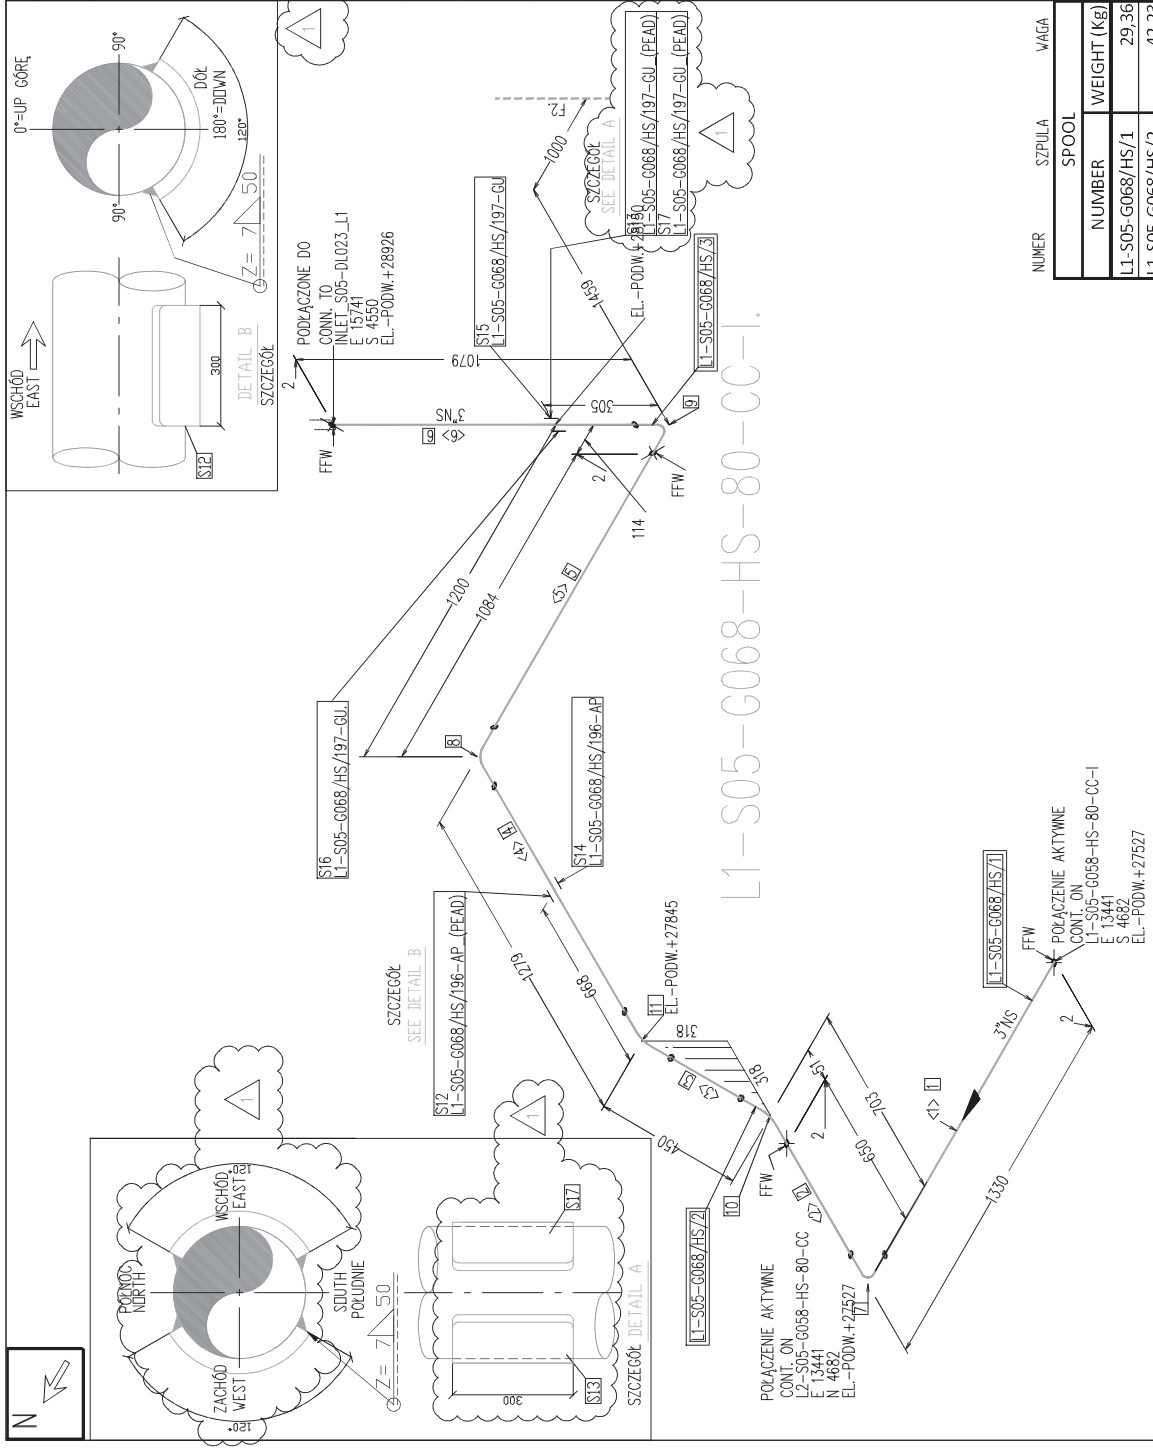 N
PÓŁNOC
NORTH
WSCHÓD
EAST
ZACHÓD
WEST
SOUTH
POŁUDNIE
120°
120°
Z= 7 50
1
300
S13
S17
SZCZEGÓŁ DETAIL A
1
WSCHÓD
EAST
300
S12
DETAIL B
SZCZEGÓŁ
0°=UP GÓRĘ
90°
90°
DÓŁ
180°=DOWN
120°
Z= 7 50
1
PODŁĄCZONE DO
CONN. TO
INLET_S05-DL023_L1
E 15741
S 4550
EL.-PODW.+28926
2
FFW
3"NS
<6> 6
1079
305
S15
L1-S05-G068/HS/197-GU
F2.
1000
1459
SZCZEGÓŁ
SEE DETAIL A
S13
L1-S05-G068/HS/197-GU_(PEAD)
S17
L1-S05-G068/HS/197-GU_(PEAD)
1
L1-S05-G068/HS/3
9
FFW
2
114
1200
1084
<5> 5
S16
L1-S05-G068/HS/197-GU.
8
<4> 4
S14
L1-S05-G068/HS/196-AP
SZCZEGÓŁ
SEE DETAIL B
S12
L1-S05-G068/HS/196-AP_(PEAD)
1279
668
11
EL.-PODW.+27845
318
318
<3> 3
450
10
L1-S05-G068/HS/2
FFW
51
2
703
650
<2> 2
POŁĄCZENIE AKTYWNE
CONT. ON
L2-S05-G058-HS-80-CC
E 13441
N 4682
EL.-PODW.+27527
7
1330
<1> 1
3"NS
2
L1-S05-G068/HS/1
FFW
POŁĄCZENIE AKTYWNE
CONT. ON
L1-S05-G058-HS-80-CC-I
E 13441
S 4682
EL.-PODW.+27527
L1-S05-G068-HS-80-CC-I.
NUMER SZPULA WAGA
SPOOL
NUMBER WEIGHT (Kg)
L1-S05-G068/HS/1 29,36